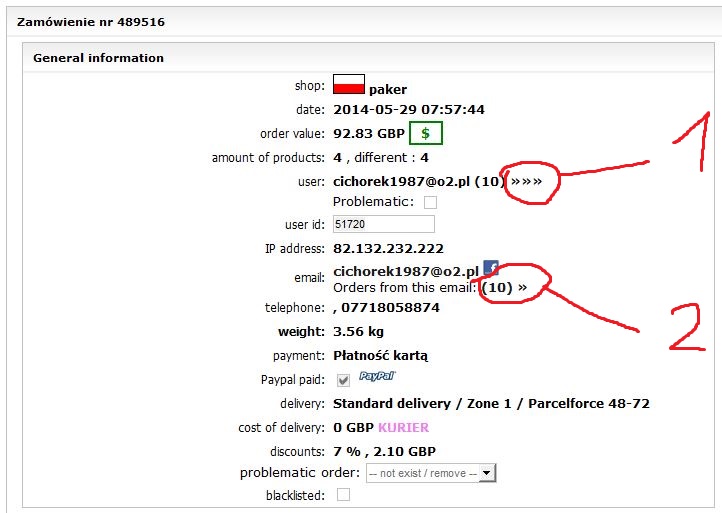 Zamówienie nr 489516
General information
shop: paker
date: 2014-05-29 07:57:44
order value: 92.83 GBP $
amount of products: 4 , different : 4
user: cichorek1987@o2.pl (10) »»»
1
Problematic:
user id: 51720
IP address: 82.132.232.222
email: cichorek1987@o2.pl f
Orders from this email: (10) »
2
telephone: , 07718058874
weight: 3.56 kg
payment: Płatność kartą
Paypal paid: PayPal
delivery: Standard delivery / Zone 1 / Parcelforce 48-72
cost of delivery: 0 GBP KURIER
discounts: 7 % , 2.10 GBP
problematic order: -- not exist / remove --
blacklisted: